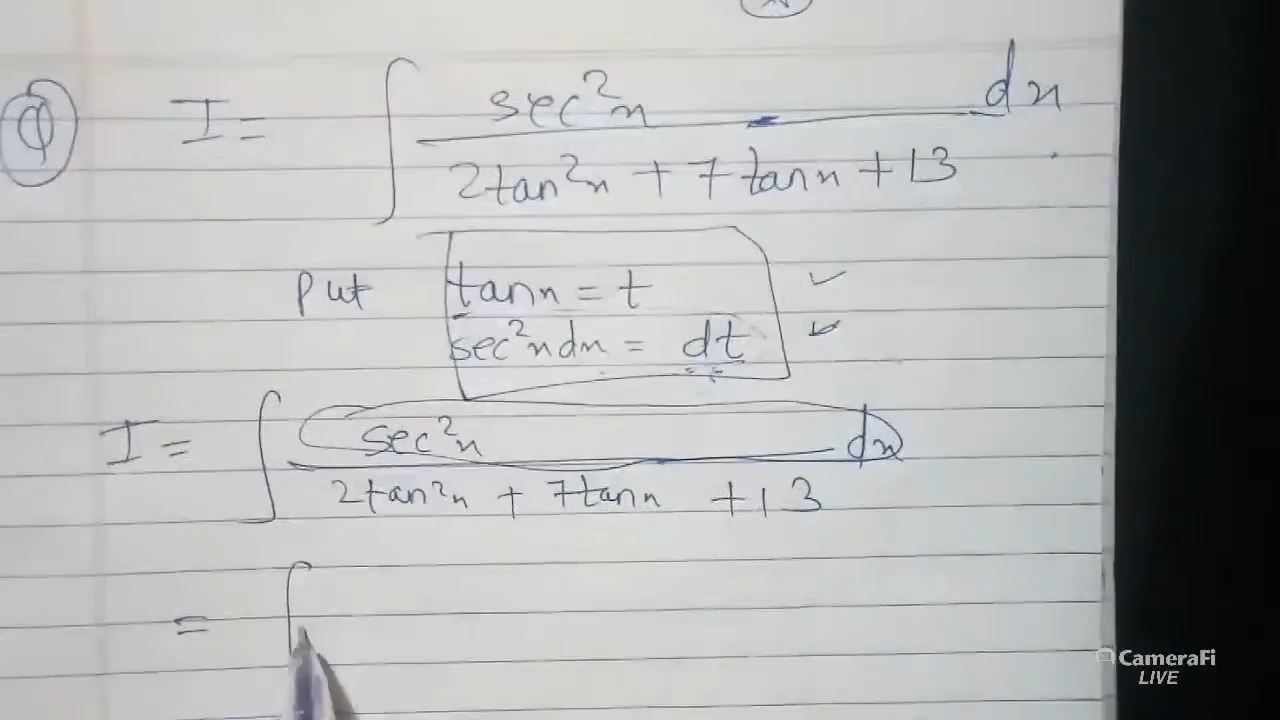 Q I = ∫ sec²x dx
2tan²x + 7tanx + 13
Put tanx = t
sec²x dx = dt
I = ∫ sec²x dx
2tan²x + 7tanx + 13
= ∫
CameraFi
LIVE